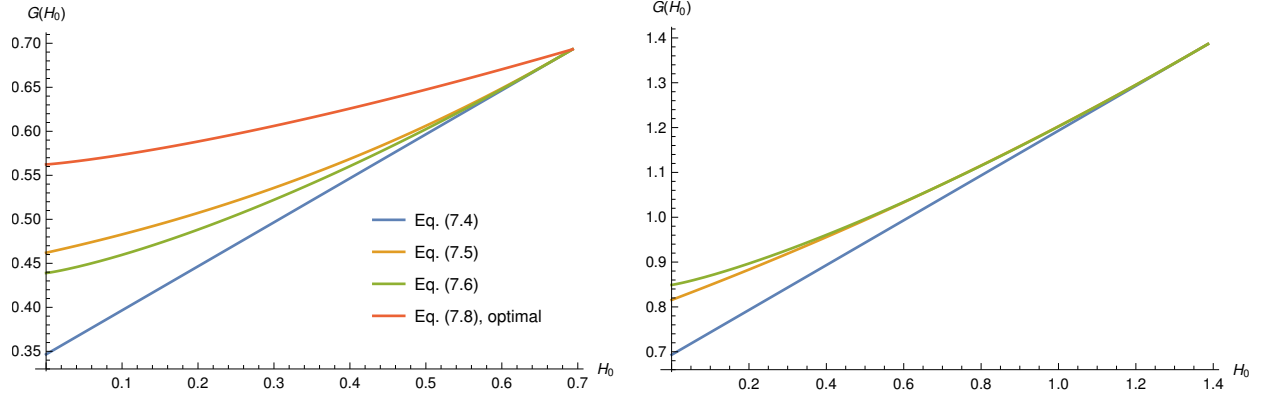 G(H₀)
0.70
0.65
0.60
0.55
0.50
0.45
0.40
0.35
0.1 0.2 0.3 0.4 0.5 0.6 0.7 H₀
Eq. (7.4)
Eq. (7.5)
Eq. (7.6)
Eq. (7.8), optimal
G(H₀)
1.4
1.3
1.2
1.1
1.0
0.9
0.8
0.7
0.2 0.4 0.6 0.8 1.0 1.2 1.4 H₀